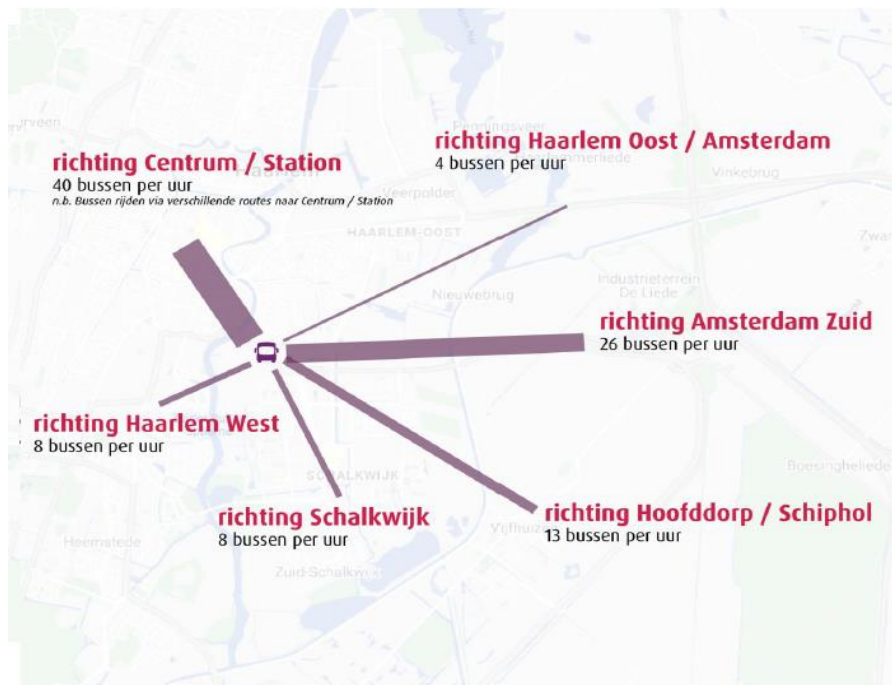 richting Centrum / Station
40 bussen per uur
n.b. Bussen rijden via verschillende routes naar Centrum / Station
richting Haarlem Oost / Amsterdam
4 bussen per uur
Penningsveer
Vinkebrug
Haarlem
Veerpolder
HAARLEM-OOST
Nieuwebrug
Industrieterrein
De Liede
richting Amsterdam Zuid
26 bussen per uur
richting Haarlem West
8 bussen per uur
SCHALKWIJK
Boesingheliede
richting Schalkwijk
8 bussen per uur
richting Hoofddorp / Schiphol
13 bussen per uur
Vijfhuizen
Heemstede
Zuid-Schalkwijk